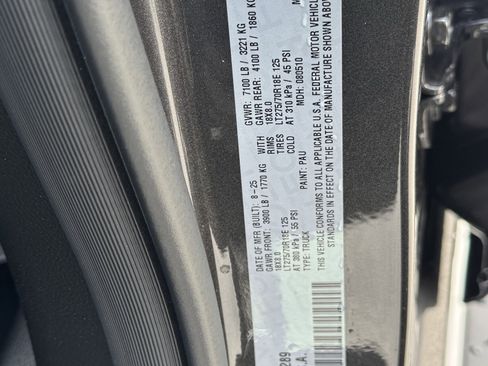 DATE OF MFR (BUILT): 8-25 GVWR: 7100 LB / 3221 KG
GAWR FRONT: 3900 LB / 1770 KG WITH GAWR REAR: 4100 LB / 1860 KG
18X8.0 RIMS 18X8.0
LT275/70R18E 125 TIRES LT275/70R18E 125
AT 380 kPa / 55 PSI COLD AT 310 kPa / 45 PSI
TYPE: TRUCK PAINT: PAU MDH: 080510
THIS VEHICLE CONFORMS TO ALL APPLICABLE U.S.A. FEDERAL MOTOR VEHICL
STANDARDS IN EFFECT ON THE DATE OF MANUFACTURE SHOWN ABO
289
.A.